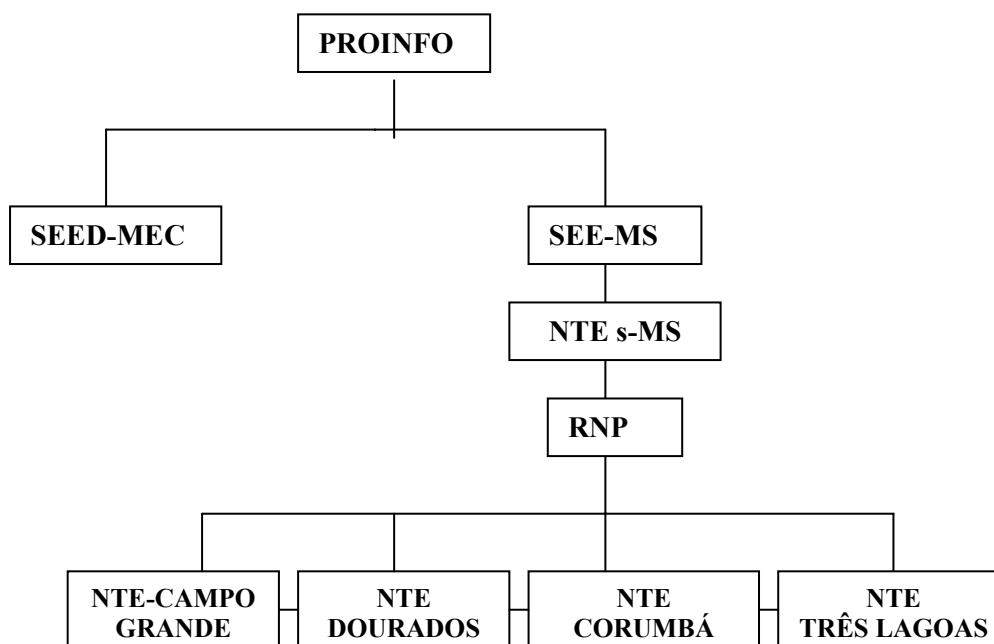 PROINFO
SEED-MEC
SEE-MS
NTE s-MS
RNP
NTE-CAMPO
GRANDE
NTE
DOURADOS
NTE
CORUMBÁ
NTE
TRÊS LAGOAS